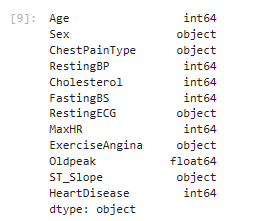 [9]: Age int64
Sex object
ChestPainType object
RestingBP int64
Cholesterol int64
FastingBS int64
RestingECG object
MaxHR int64
ExerciseAngina object
Oldpeak float64
ST_Slope object
HeartDisease int64
dtype: object